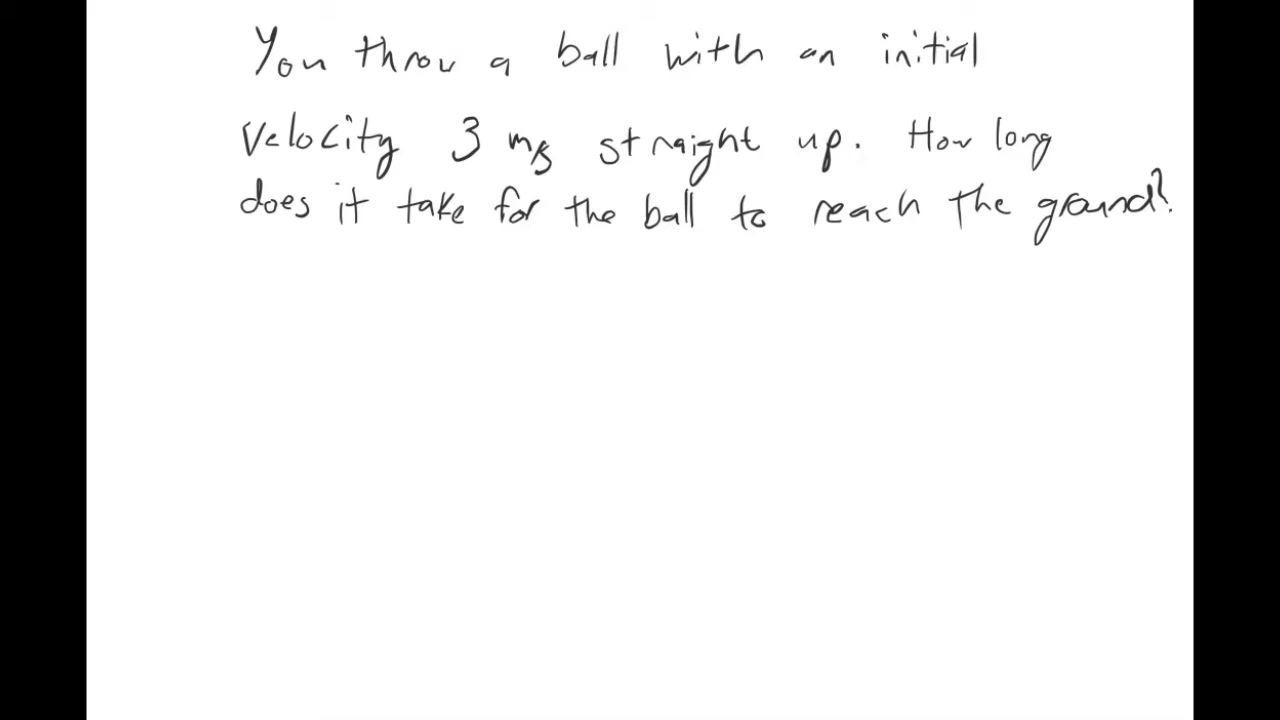 You throw a ball with an initial
velocity 3 m/s straight up. How long
does it take for the ball to reach the ground?